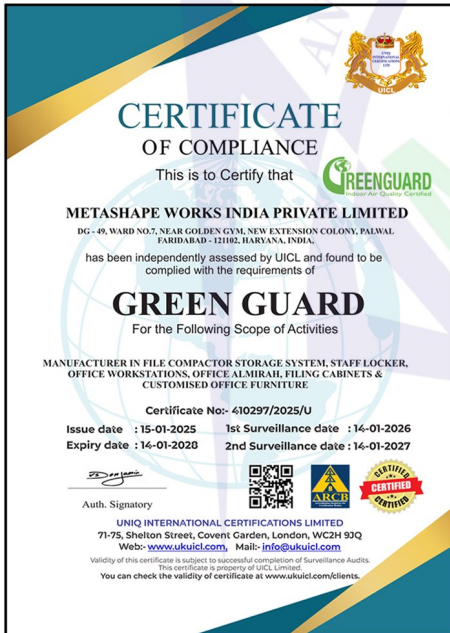 UNIQ
INTERNATIONAL
CERTIFICATIONS
LTD
UICL
CERTIFICATE
OF COMPLIANCE
This is to Certify that
GREENGUARD
Indoor Air Quality Certified
METASHAPE WORKS INDIA PRIVATE LIMITED
DG - 49, WARD NO.7, NEAR GOLDEN GYM, NEW EXTENSION COLONY, PALWAL
FARIDABAD - 121102, HARYANA, INDIA.
has been independently assessed by UICL and found to be
complied with the requirements of
GREEN GUARD
For the Following Scope of Activities
MANUFACTURER IN FILE COMPACTOR STORAGE SYSTEM, STAFF LOCKER,
OFFICE WORKSTATIONS, OFFICE ALMIRAH, FILING CABINETS &
CUSTOMISED OFFICE FURNITURE
Certificate No:- 410297/2025/U
Issue date : 15-01-2025 1st Surveillance date : 14-01-2026
Expiry date : 14-01-2028 2nd Surveillance date : 14-01-2027
Auth. Signatory
ARCB
CERTIFIED
CERTIFIED
CERTIFIED
UNIQ INTERNATIONAL CERTIFICATIONS LIMITED
71-75, Shelton Street, Covent Garden, London, WC2H 9JQ
Web:- www.ukuicl.com, Mail:- info@ukuicl.com
Validity of this certificate is subject to successful completion of Surveillance Audits.
This certificate is property of UICL Limited.
You can check the validity of certificate at www.ukuicl.com/clients.